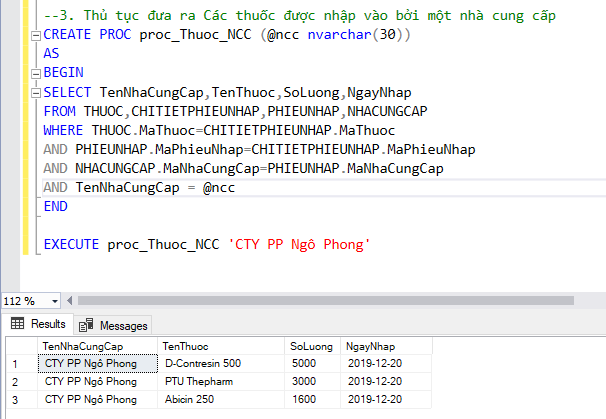 --3. Thủ tục đưa ra Các thuốc được nhập vào bởi một nhà cung cấp
CREATE PROC proc_Thuoc_NCC (@ncc nvarchar(30))
AS
BEGIN
SELECT TenNhaCungCap,TenThuoc,SoLuong,NgayNhap
FROM THUOC,CHITIETPHIEUNHAP,PHIEUNHAP,NHACUNGCAP
WHERE THUOC.MaThuoc=CHITIETPHIEUNHAP.MaThuoc
AND PHIEUNHAP.MaPhieuNhap=CHITIETPHIEUNHAP.MaPhieuNhap
AND NHACUNGCAP.MaNhaCungCap=PHIEUNHAP.MaNhaCungCap
AND TenNhaCungCap = @ncc
END
EXECUTE proc_Thuoc_NCC 'CTY PP Ngô Phong'
112 %
Results Messages
TenNhaCungCap TenThuoc SoLuong NgayNhap
1 CTY PP Ngô Phong D-Contresin 500 5000 2019-12-20
2 CTY PP Ngô Phong PTU Thepharm 3000 2019-12-20
3 CTY PP Ngô Phong Abicin 250 1600 2019-12-20